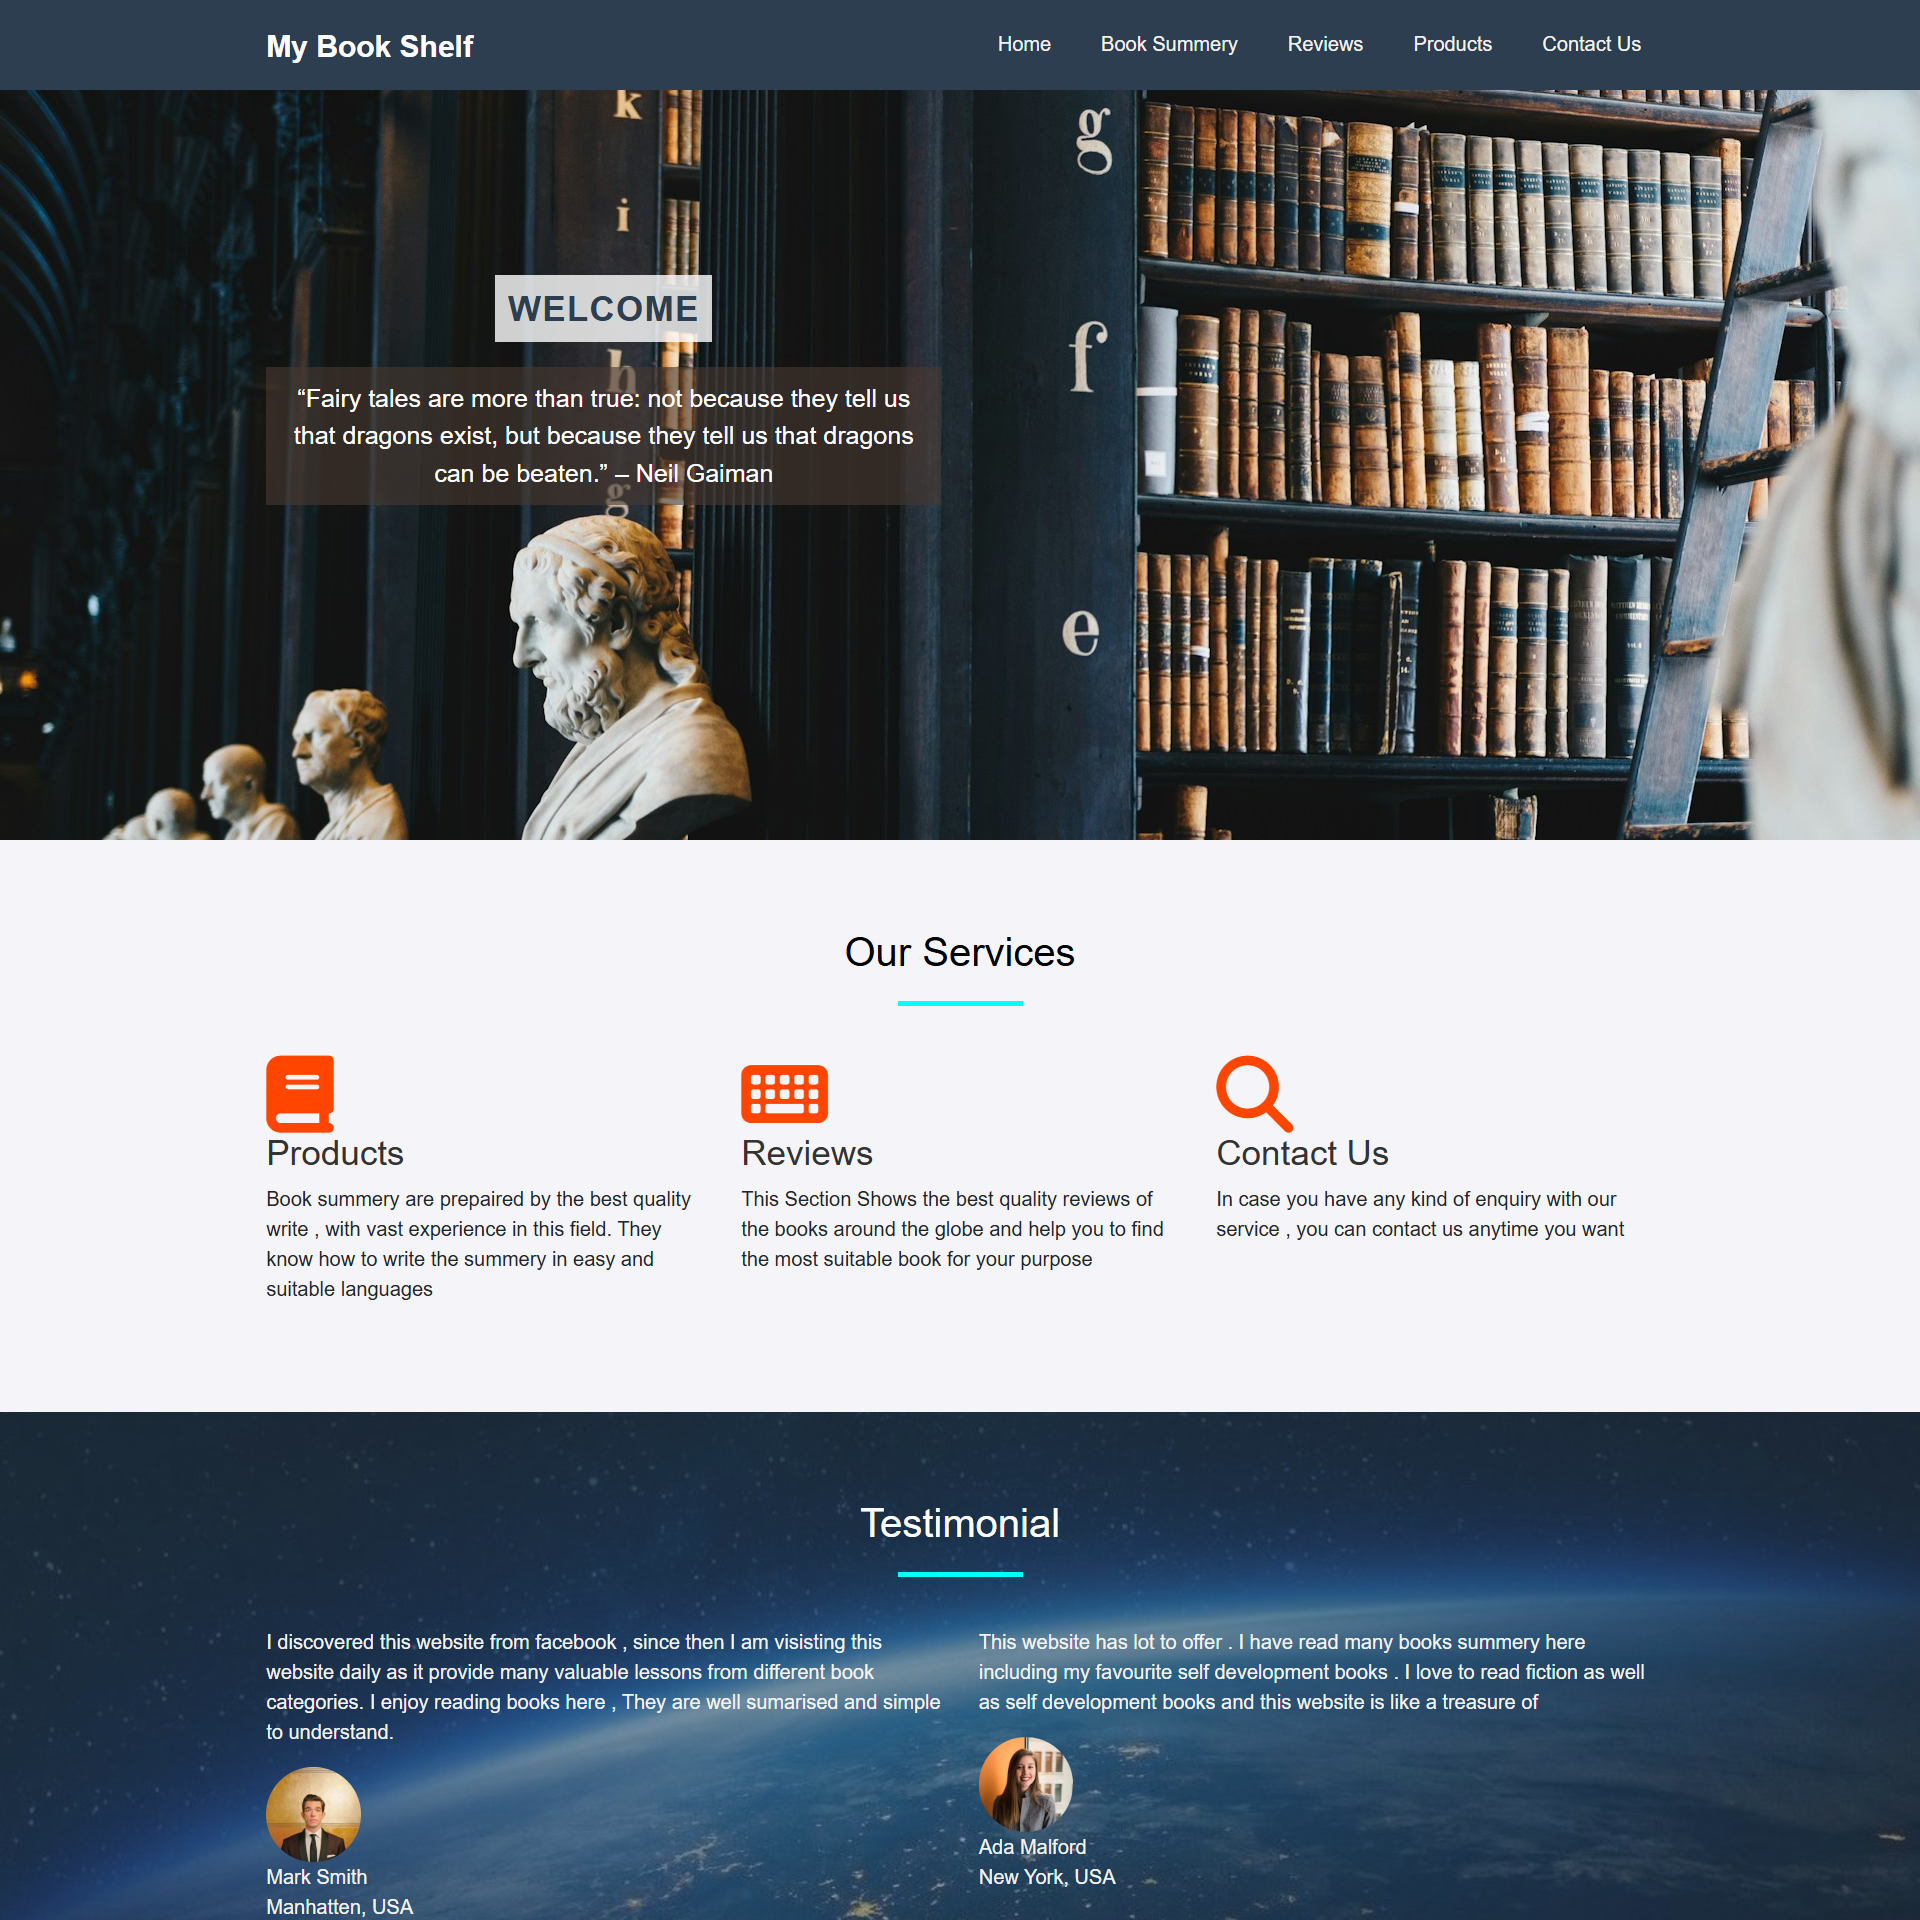 My Book Shelf
Home Book Summery Reviews Products Contact Us
k
g
i
WELCOME
f
h
“Fairy tales are more than true: not because they tell us
that dragons exist, but because they tell us that dragons
can be beaten.” – Neil Gaiman
g
e
Our Services
Products
Book summery are prepaired by the best quality
write , with vast experience in this field. They
know how to write the summery in easy and
suitable languages
Reviews
This Section Shows the best quality reviews of
the books around the globe and help you to find
the most suitable book for your purpose
Contact Us
In case you have any kind of enquiry with our
service , you can contact us anytime you want
Testimonial
I discovered this website from facebook , since then I am visisting this
website daily as it provide many valuable lessons from different book
categories. I enjoy reading books here , They are well sumarised and simple
to understand.
Mark Smith
Manhatten, USA
This website has lot to offer . I have read many books summery here
including my favourite self development books . I love to read fiction as well
as self development books and this website is like a treasure of
Ada Malford
New York, USA